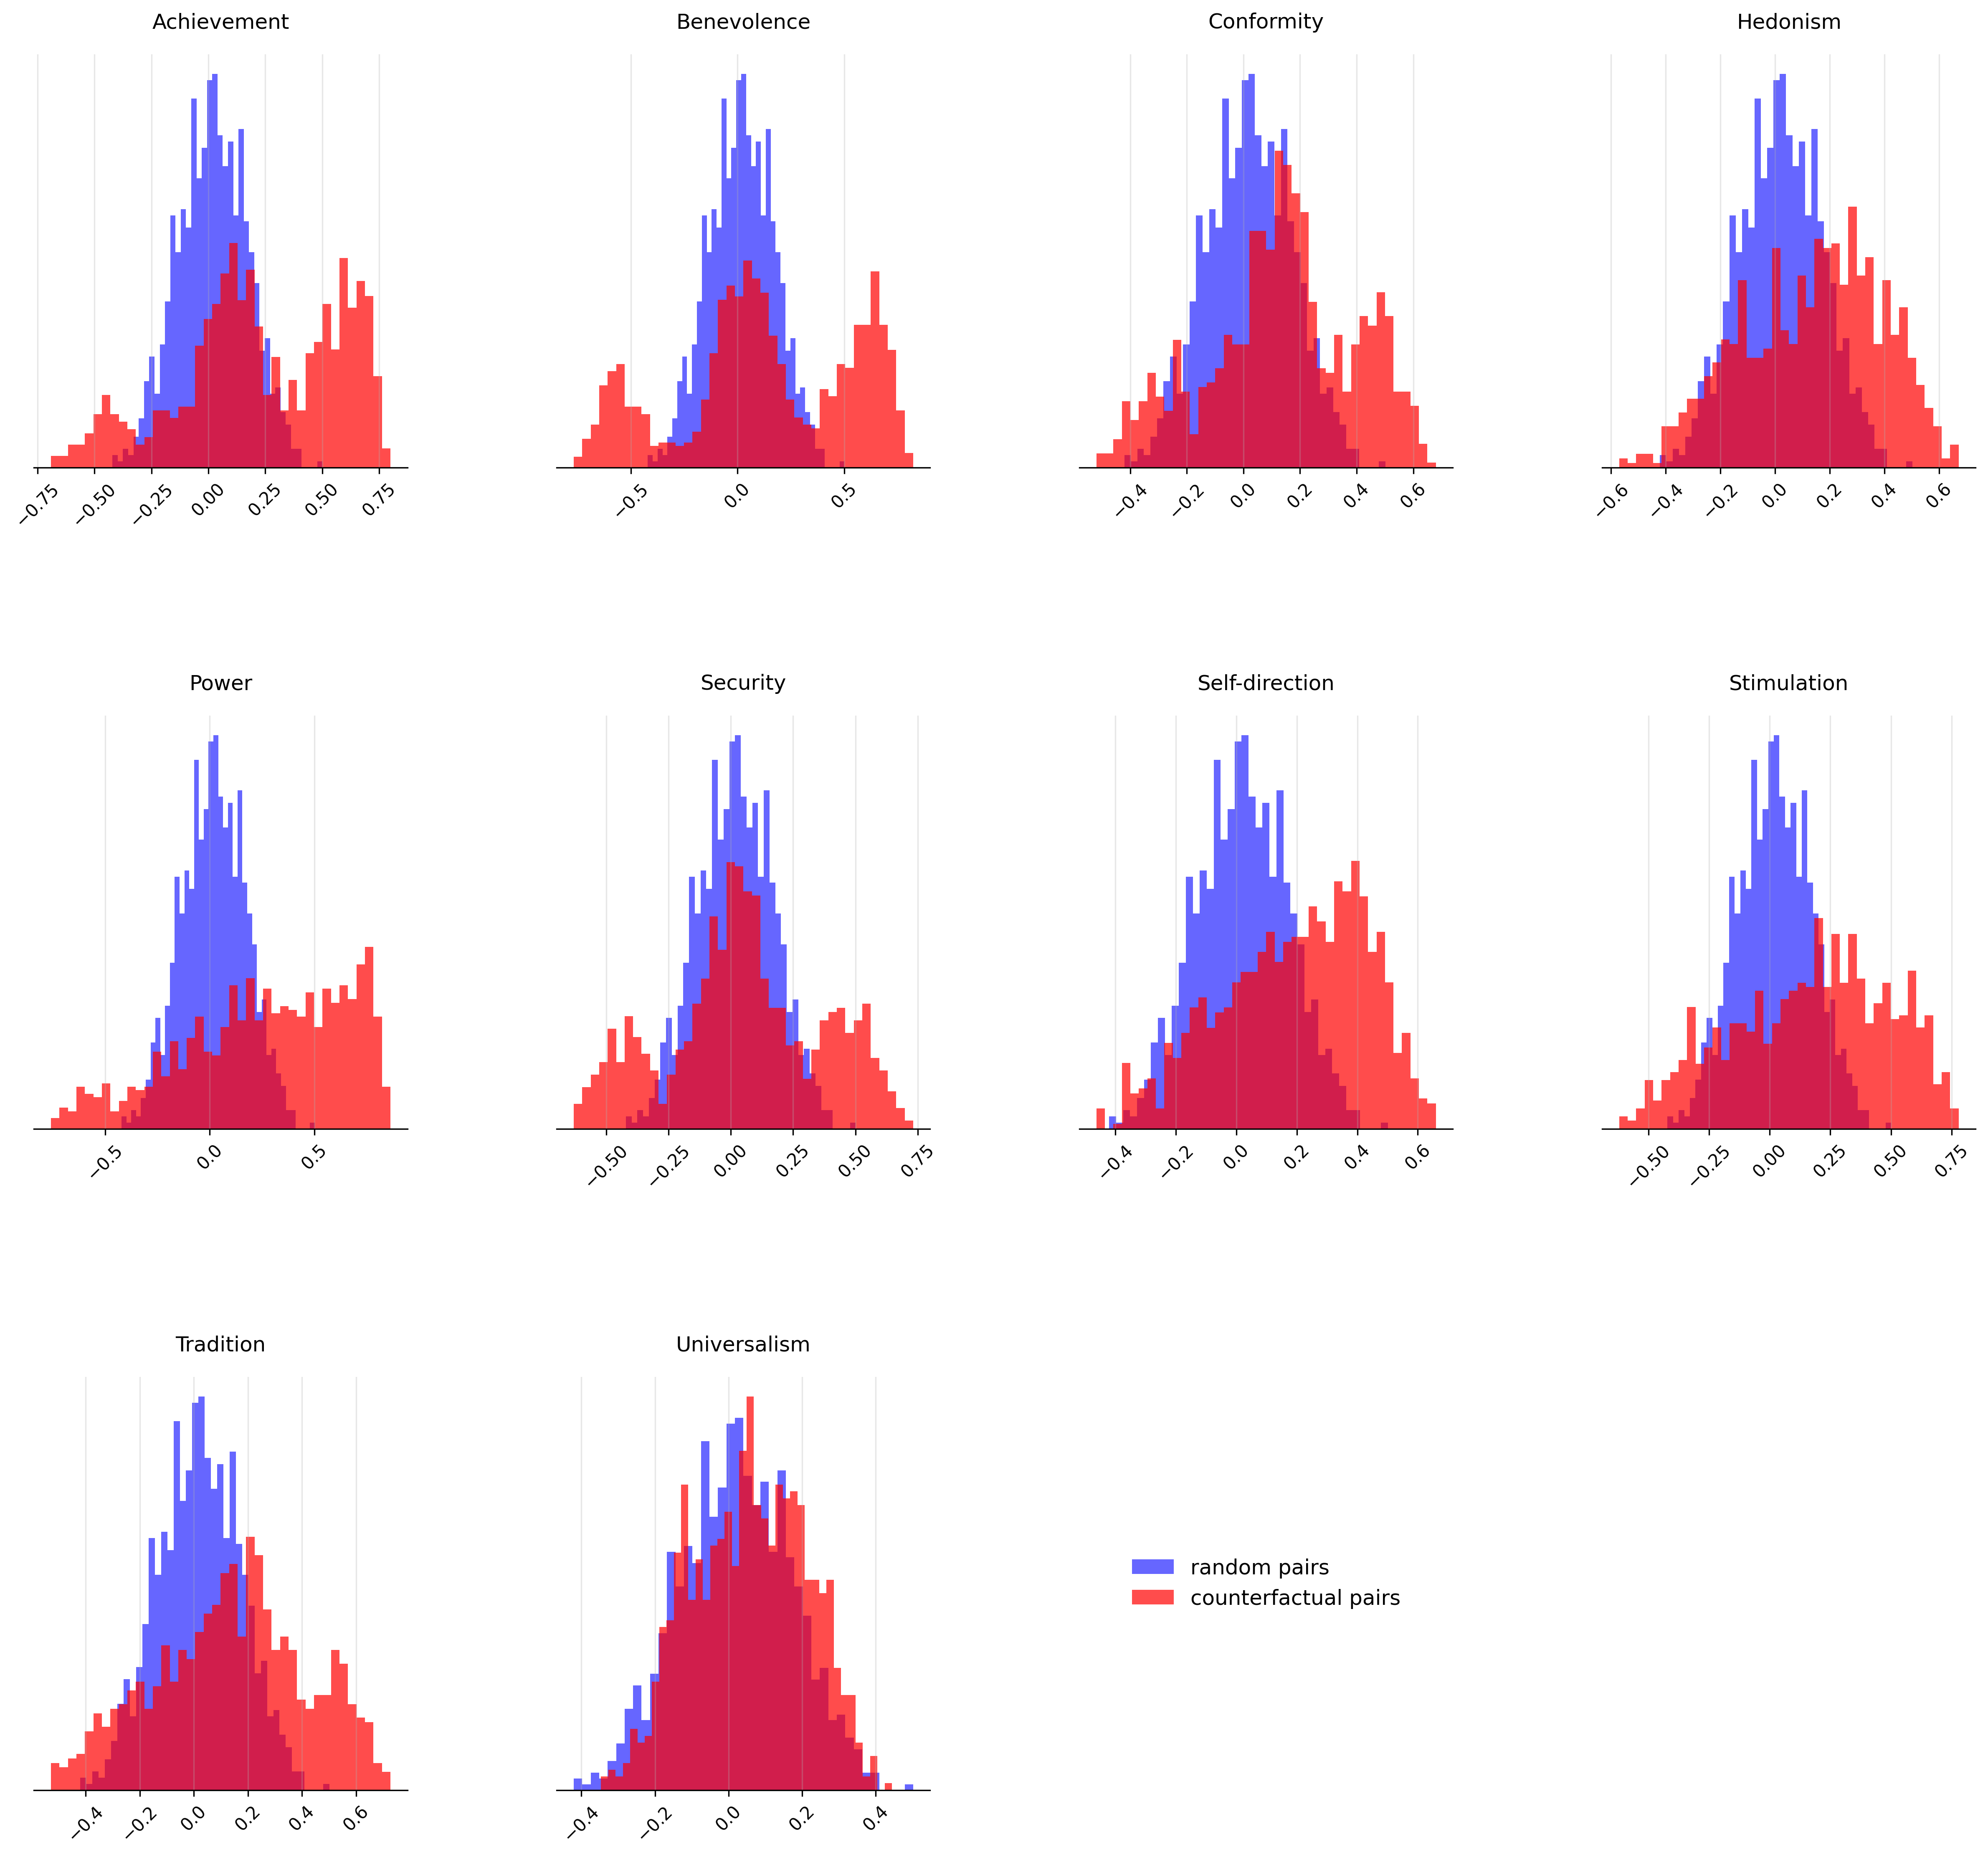 Achievement
Benevolence
Conformity
Hedonism
−0.75 −0.50 −0.25 0.00 0.25 0.50 0.75
−0.5 0.0 0.5
−0.4 −0.2 0.0 0.2 0.4 0.6
−0.6 −0.4 −0.2 0.0 0.2 0.4 0.6
Power
Security
Self-direction
Stimulation
−0.5 0.0 0.5
−0.50 −0.25 0.00 0.25 0.50 0.75
−0.4 −0.2 0.0 0.2 0.4 0.6
−0.50 −0.25 0.00 0.25 0.50 0.75
Tradition
Universalism
random pairs
counterfactual pairs
−0.4 −0.2 0.0 0.2 0.4 0.6
−0.4 −0.2 0.0 0.2 0.4